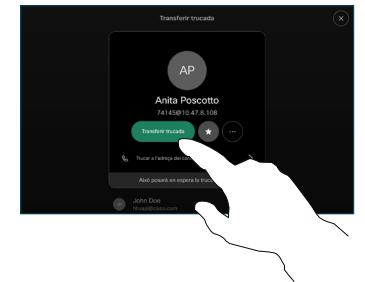 Transferir trucada
AP
Anita Poscotto
74145@10.47.8.108
Transferir trucada
Trucar a l'adreça del
Això posarà en espera la
John Doe